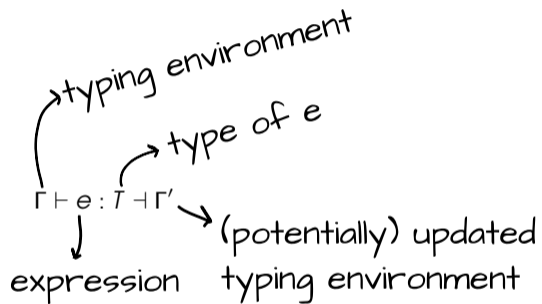 typing environment
type of e
Γ ⊢ e : T ⊣ Γ′
(potentially) updated
expression typing environment